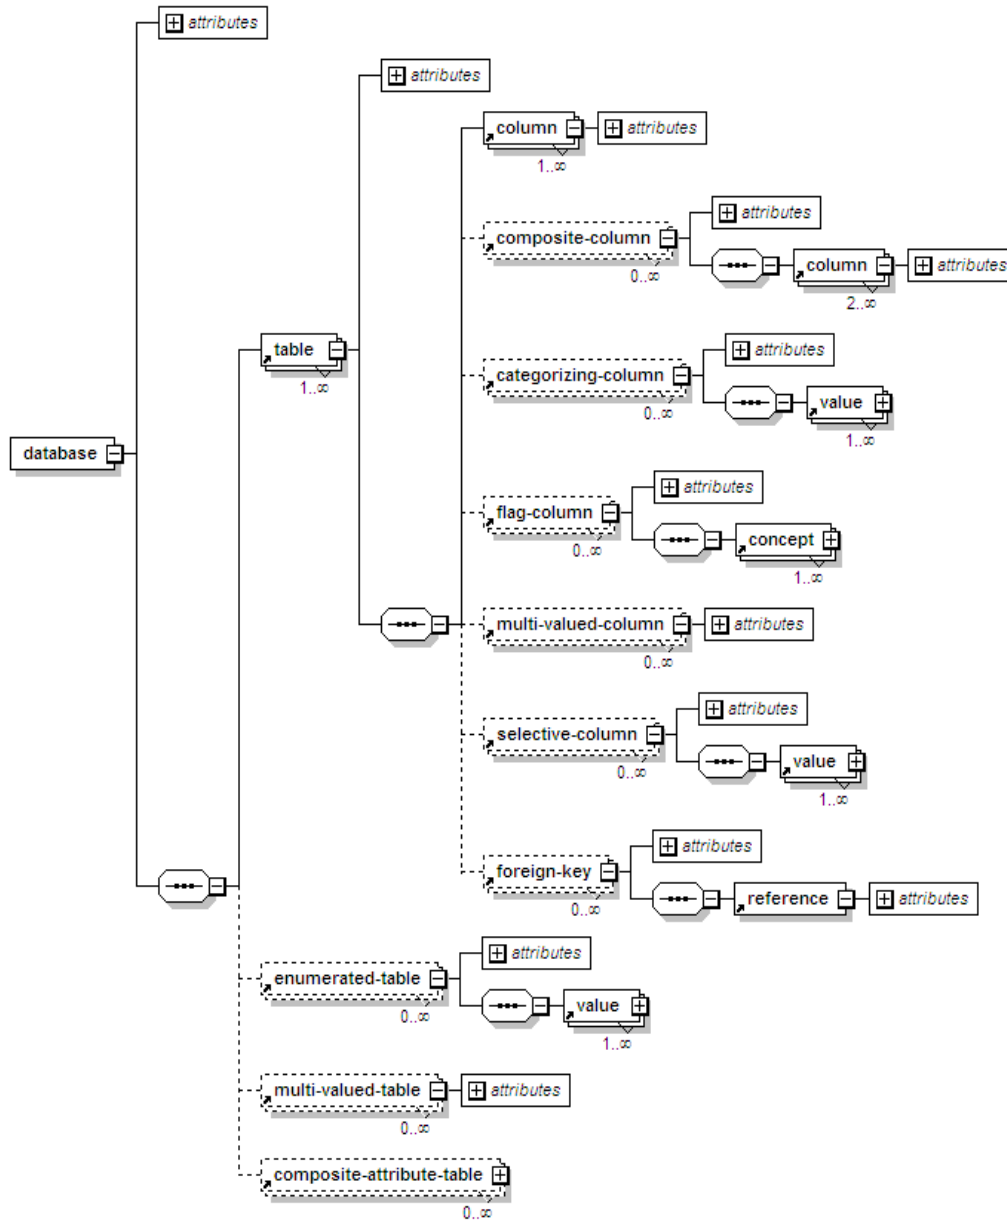 attributes
attributes
column
attributes
1..∞
attributes
composite-column
0..∞
column
attributes
2..∞
table
1..∞
attributes
categorizing-column
0..∞
value
1..∞
database
attributes
flag-column
0..∞
concept
1..∞
multi-valued-column
attributes
0..∞
attributes
selective-column
0..∞
value
1..∞
attributes
foreign-key
0..∞
reference
attributes
attributes
enumerated-table
0..∞
value
1..∞
multi-valued-table
attributes
0..∞
composite-attribute-table
0..∞